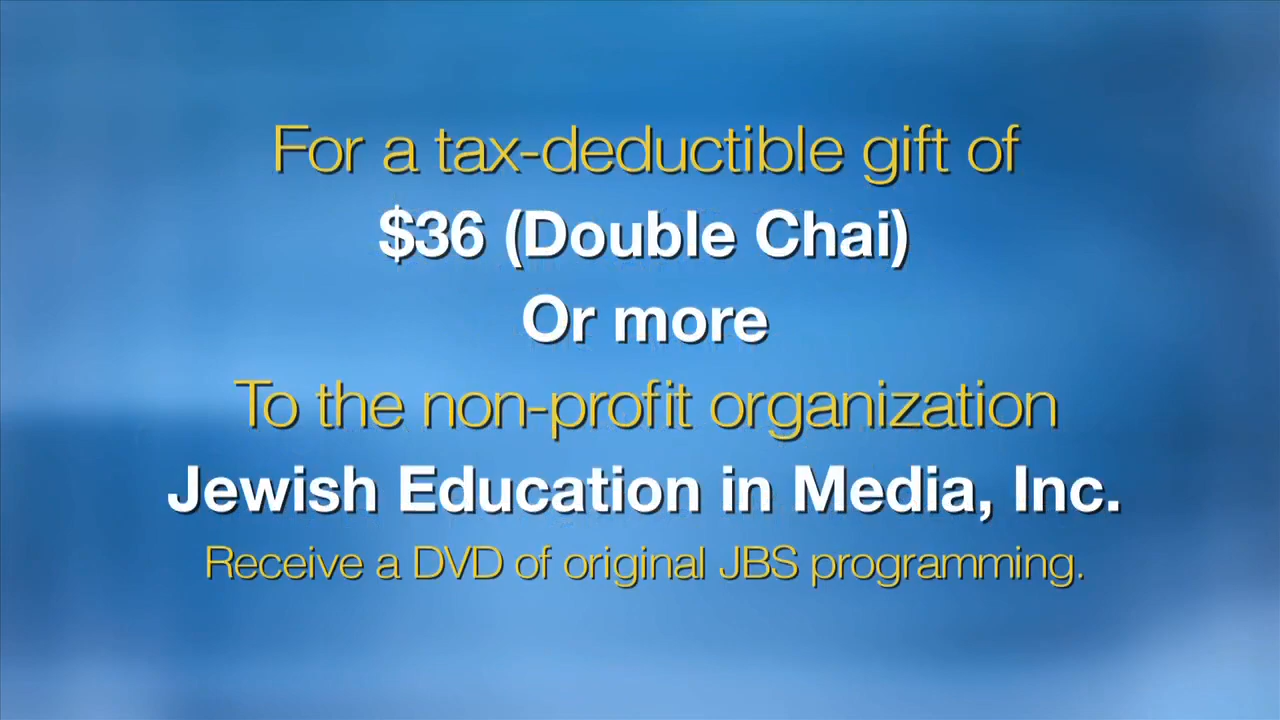 For a tax-deductible gift of
$36 (Double Chai)
Or more
To the non-profit organization
Jewish Education in Media, Inc.
Receive a DVD of original JBS programming.